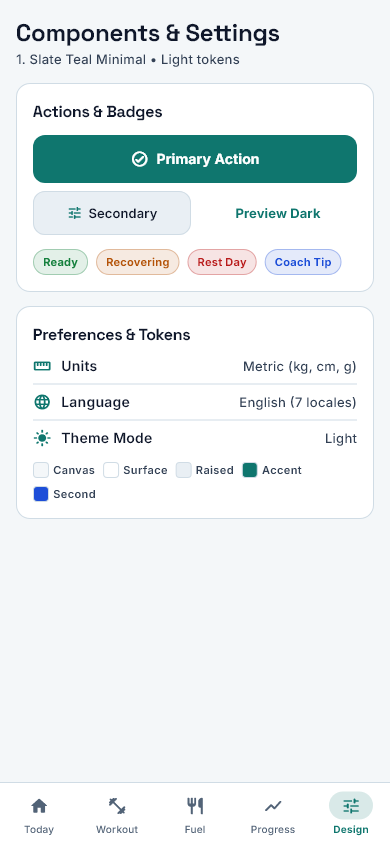 Components & Settings
1. Slate Teal Minimal • Light tokens
Actions & Badges
Primary Action
Secondary
Preview Dark
Ready
Recovering
Rest Day
Coach Tip
Preferences & Tokens
Units
Metric (kg, cm, g)
Language
English (7 locales)
Theme Mode
Light
Canvas
Surface
Raised
Accent
Second
Today
Workout
Fuel
Progress
Design